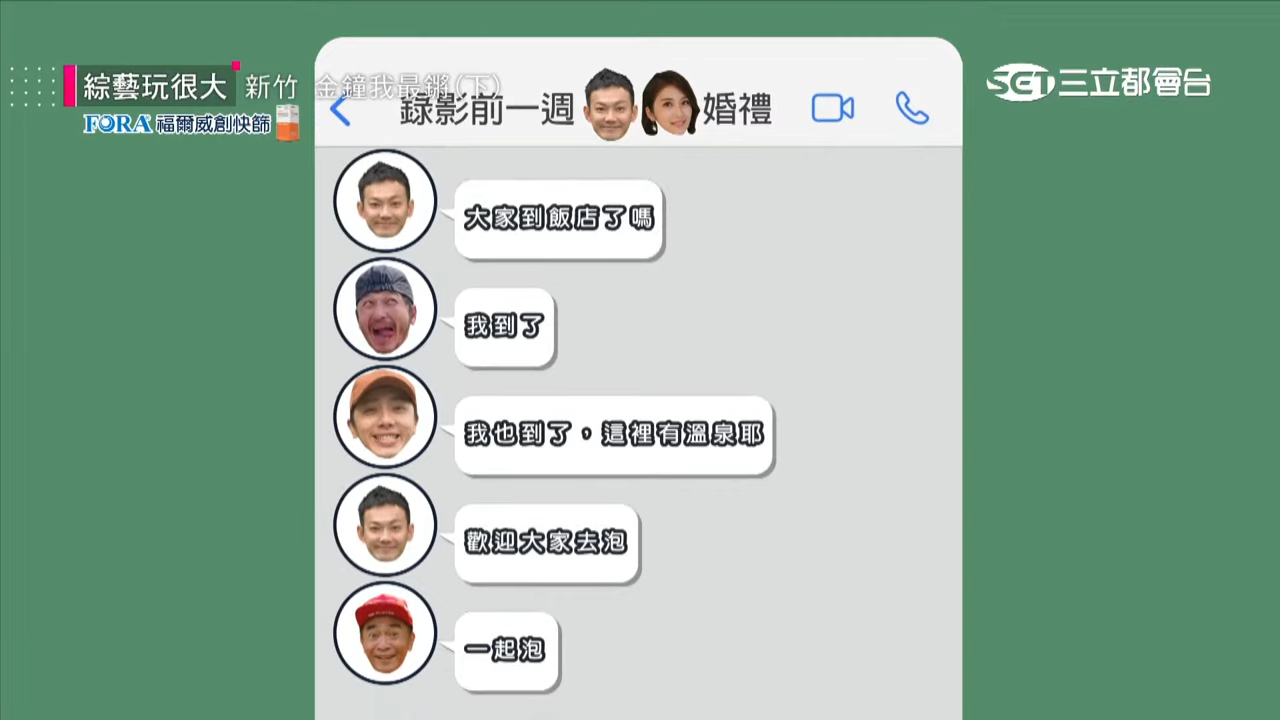 綜藝玩很大 新竹 金鐘我最鏘(下)
FORA 福爾威創快篩
SET 三立都會台
錄影前一週 婚禮
大家到飯店了嗎
我到了
我也到了，這裡有溫泉耶
歡迎大家去泡
一起泡